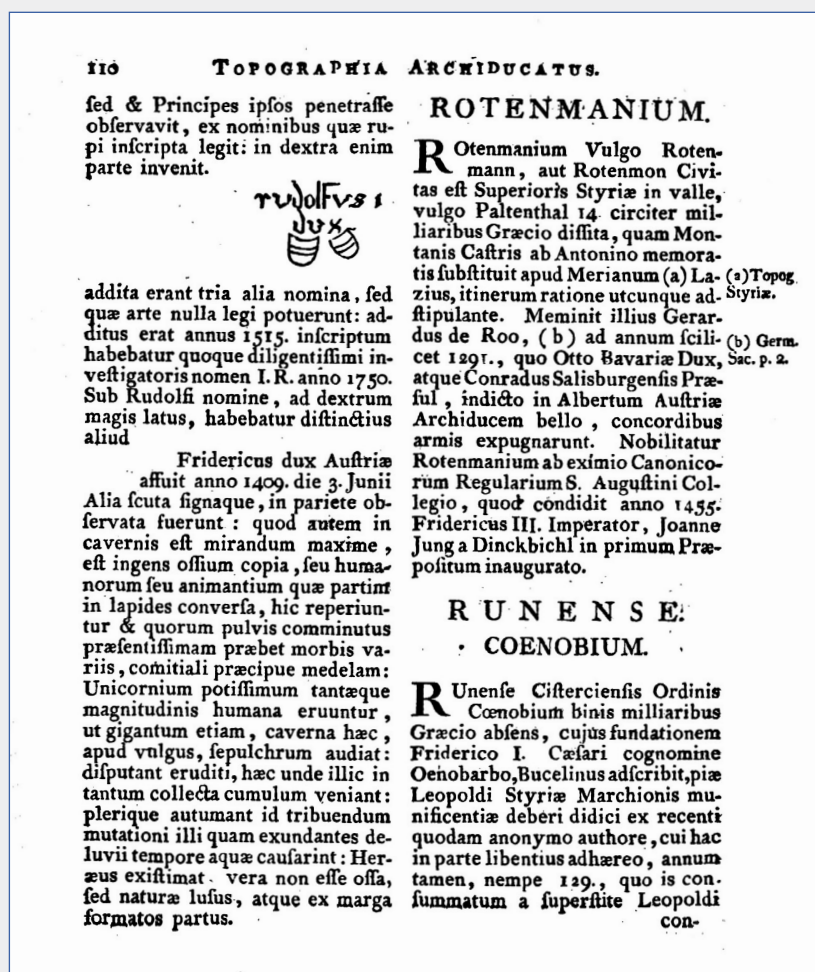 110 TOPOGRAPHIA ARCHIDUCATUS.
ſed & Principes ipſos penetraſſe
obſervavit, ex nominibus quæ ru-
pi inſcripta legit: in dextra enim
parte invenit.
rudolfvs 1
dux
addita erant tria alia nomina, ſed
quæ arte nulla legi potuerunt: ad-
ditus erat annus 1515. inſcriptum
habebatur quoque diligentiſſimi in-
veſtigatoris nomen I. R. anno 1750.
Sub Rudolfi nomine, ad dextrum
magis latus, habebatur diſtinctius
aliud
Fridericus dux Auſtriæ
affuit anno 1409. die 3. Junii
Alia ſcuta ſignaque, in pariete ob-
ſervata fuerunt : quod autem in
cavernis eſt mirandum maxime,
eſt ingens oſſium copia, ſeu huma-
norum ſeu animantium quæ partim
in lapides converſa, hic reperiun-
tur & quorum pulvis comminutus
præſentiſſimam præbet morbis va-
riis, comitiali præcipue medelam:
Unicornium potiſſimum tantæque
magnitudinis humana eruuntur,
ut gigantum etiam, caverna hæc,
apud vulgus, ſepulchrum audiat:
diſputant eruditi, hæc unde illic in
tantum collecta cumulum veniant:
plerique autumant id tribuendum
mutationi illi quam exundantes de-
luvii tempore aquæ cauſarint : Her-
æus exiſtimat vera non eſſe oſſa,
ſed naturæ luſus, atque ex marga
formatos partus.
ROTENMANIUM.
ROtenmanium Vulgo Roten-
mann, aut Rotenmon Civi-
tas eſt Superioris Styriæ in valle,
vulgo Paltenthal 14 circiter mil-
liaribus Græcio diſſita, quam Mon-
tanis Caſtris ab Antonino memora-
tis ſubſtituit apud Merianum (a) La-
zius, itinerum ratione utcunque ad-
ſtipulante. Meminit illius Gerar-
dus de Roo, (b) ad annum ſcili-
cet 1291., quo Otto Bavariæ Dux,
atque Conradus Salisburgenſis Præ-
ſul, indicto in Albertum Auſtriæ
Archiducem bello, concordibus
armis expugnarunt. Nobilitatur
Rotenmanium ab eximio Canonico-
rum Regularium S. Auguſtini Col-
legio, quod condidit anno 1455.
Fridericus III. Imperator, Joanne
Jung a Dinckbichl in primum Præ-
poſitum inaugurato.
(a) Topog.
Styriæ.
(b) Germ.
Sac. p. 2.
RUNENSE
COENOBIUM.
RUnenſe Ciſtercienſis Ordinis
Cœnobium binis milliaribus
Græcio abſens, cujus fundationem
Friderico I. Cæſari cognomine
Oenobarbo, Bucelinus adſcribit, piæ
Leopoldi Styriæ Marchionis mu-
nificentiæ deberi didici ex recenti
quodam anonymo authore, cui hac
in parte libentius adhæreo, annum
tamen, nempe 129., quo is con-
ſummatum a ſuperſtite Leopoldi
con-